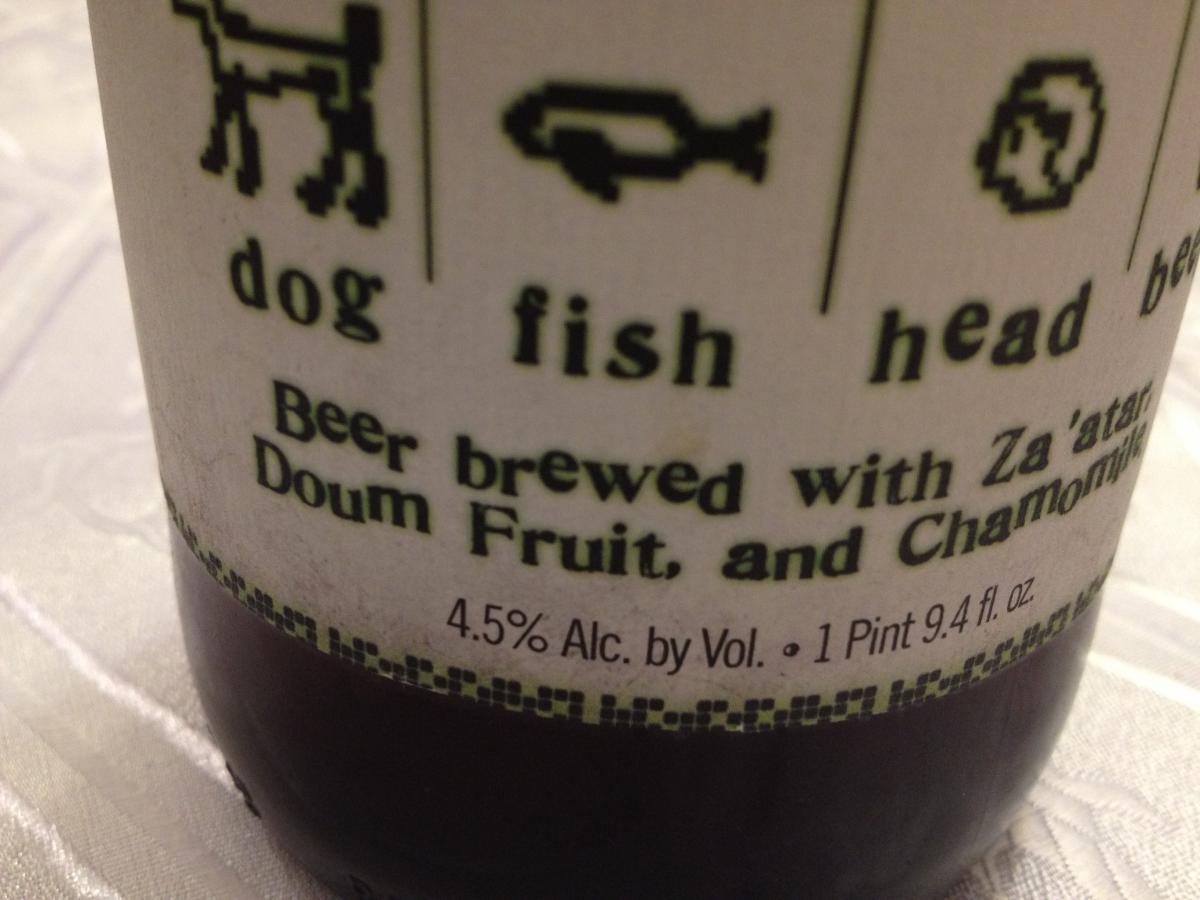 dog fish head
Beer brewed with Za'atar,
Doum Fruit, and Chamomile
4.5% Alc. by Vol. • 1 Pint 9.4 fl. oz.